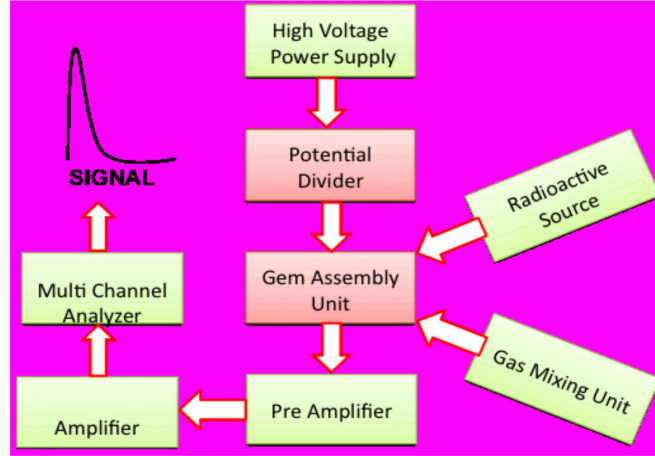 High Voltage
Power Supply
Potential
Divider
Radioactive
Source
SIGNAL
Gem Assembly
Unit
Multi Channel
Analyzer
Gas Mixing Unit
Pre Amplifier
Amplifier